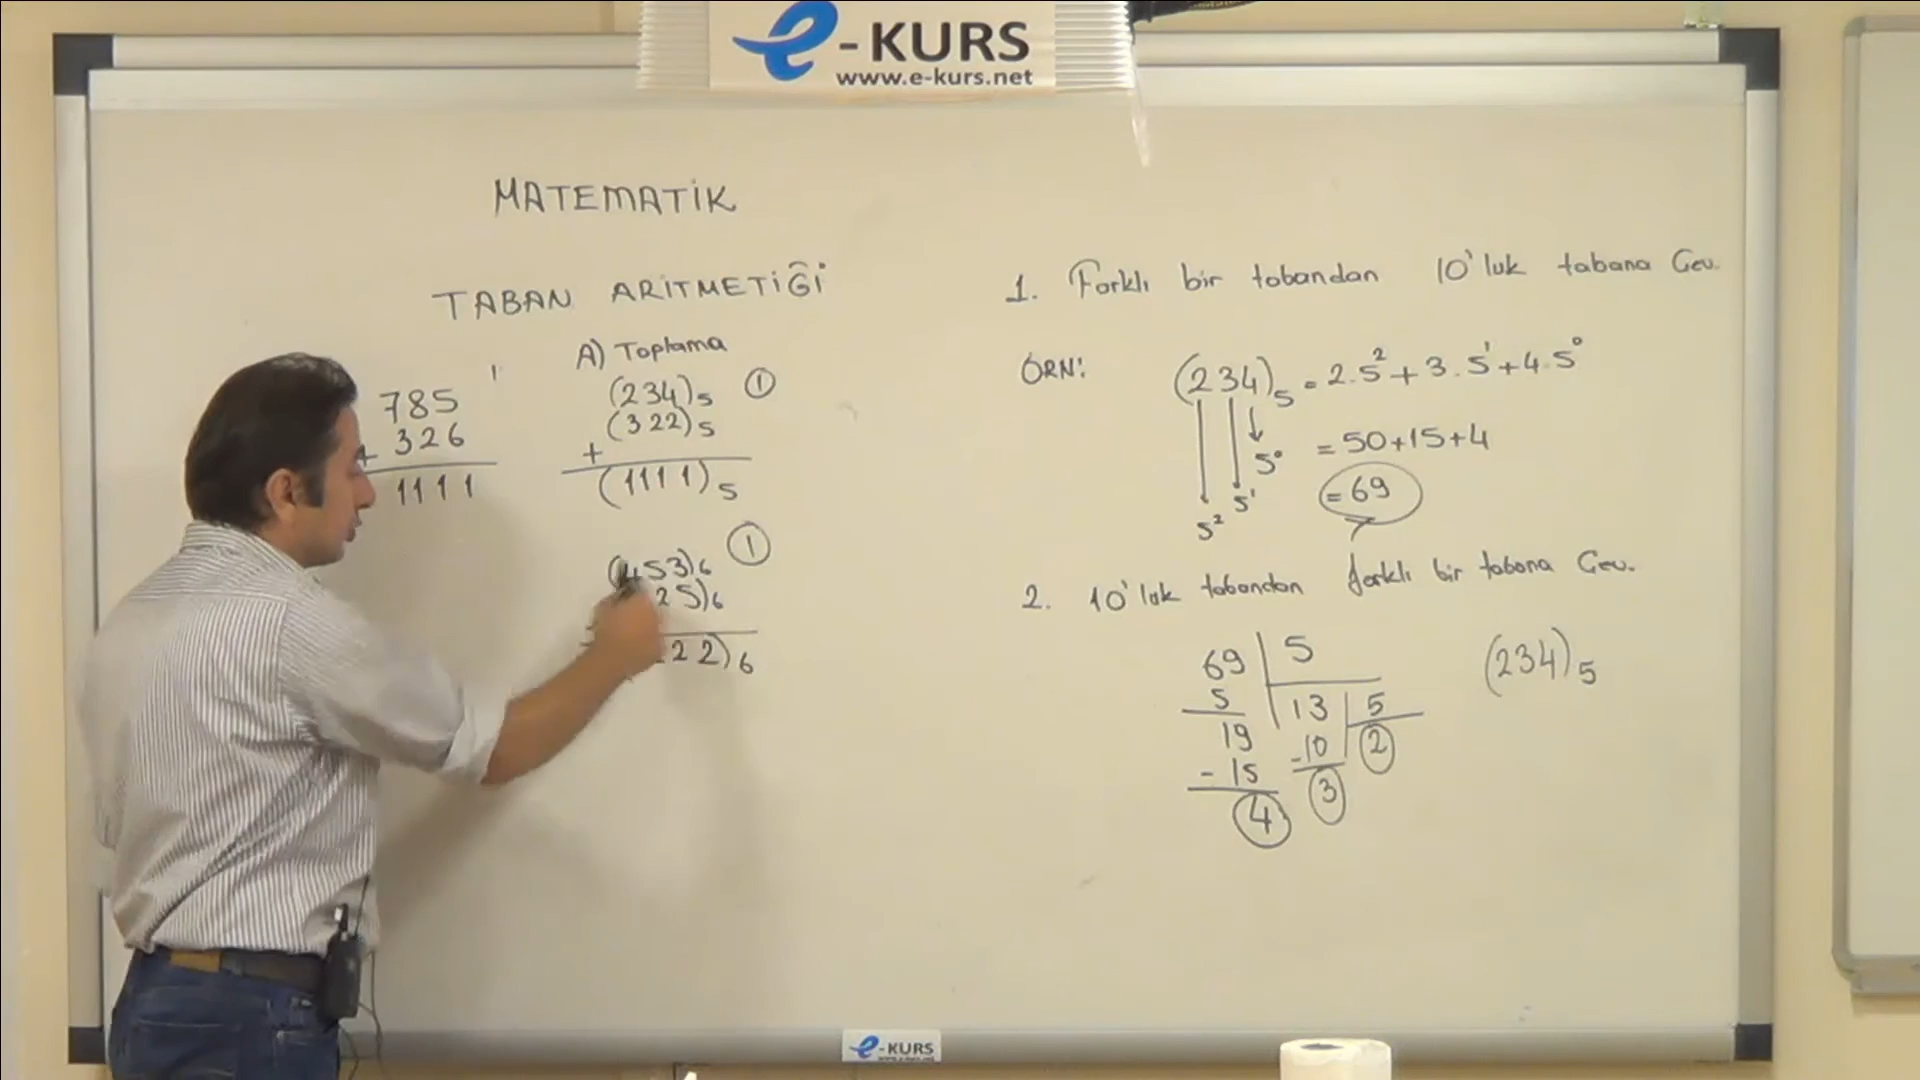 e-KURS
www.e-kurs.net
MATEMATİK
TABAN ARİTMETİĞİ
785
+ 326
1111
A) Toplama
(234)5 ①
(322)5
+
(1111)5
(453)6 ①
25)6
22)6
1. Farklı bir tabandan 10'luk tabana Çev.
ÖRN: (234)5 = 2.5² + 3.5¹ + 4.5⁰
= 50+15+4
= 69
5⁰
5¹
5²
2. 10'luk tabandan farklı bir tabana Çev.
69 5
5 13 5
19 -10 2
- 15 3
4
(234)5
e-KURS